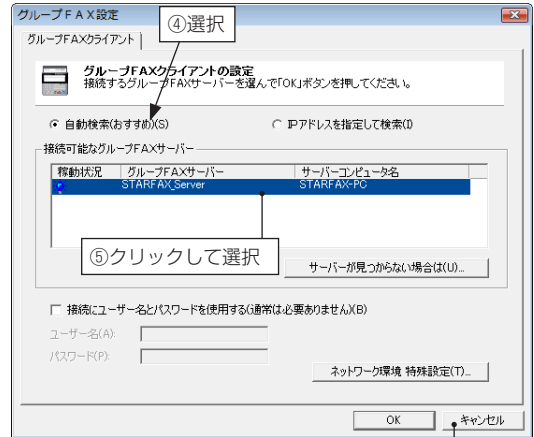 グループＦＡＸ設定
④選択
グループFAXクライアント
グループFAXクライアントの設定
接続するグループFAXサーバーを選んで「OK」ボタンを押してください。
自動検索(おすすめ)(S)
IPアドレスを指定して検索(I)
接続可能なグループFAXサーバー
稼動状況 グループFAXサーバー サーバーコンピュータ名
STARFAX_Server STARFAX-PC
⑤クリックして選択
サーバーが見つからない場合は(U)...
接続にユーザー名とパスワードを使用する(通常は必要ありません)(B)
ユーザー名(A):
パスワード(P):
ネットワーク環境 特殊設定(T)...
OK
キャンセル